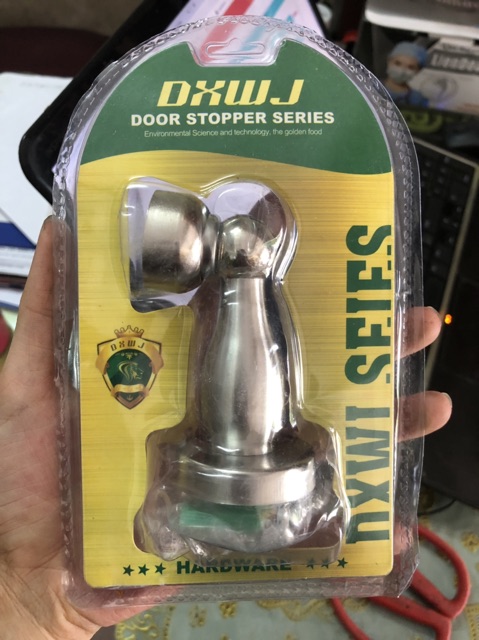 DXWJ
DOOR STOPPER SERIES
Environmental Science and technology, the golden food
DXWJ
DXWJ SEIES
HARDWARE